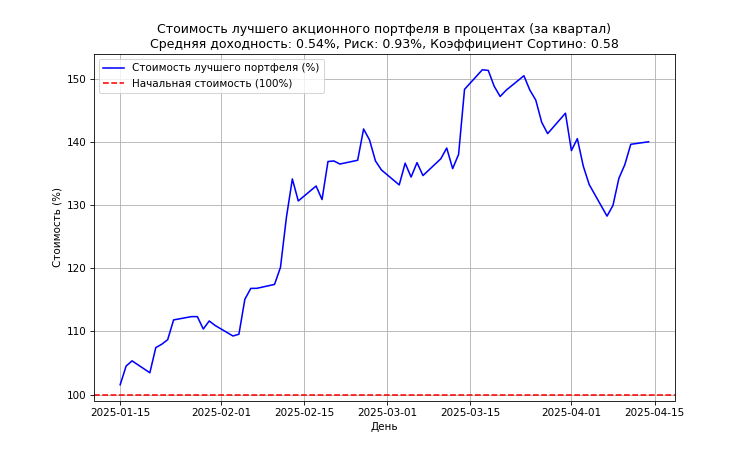 Стоимость лучшего акционного портфеля в процентах (за квартал)
Средняя доходность: 0.54%, Риск: 0.93%, Коэффициент Сортино: 0.58
Стоимость лучшего портфеля (%)
Начальная стоимость (100%)
Стоимость (%)
150
140
130
120
110
100
2025-01-15
2025-02-01
2025-02-15
2025-03-01
2025-03-15
2025-04-01
2025-04-15
День